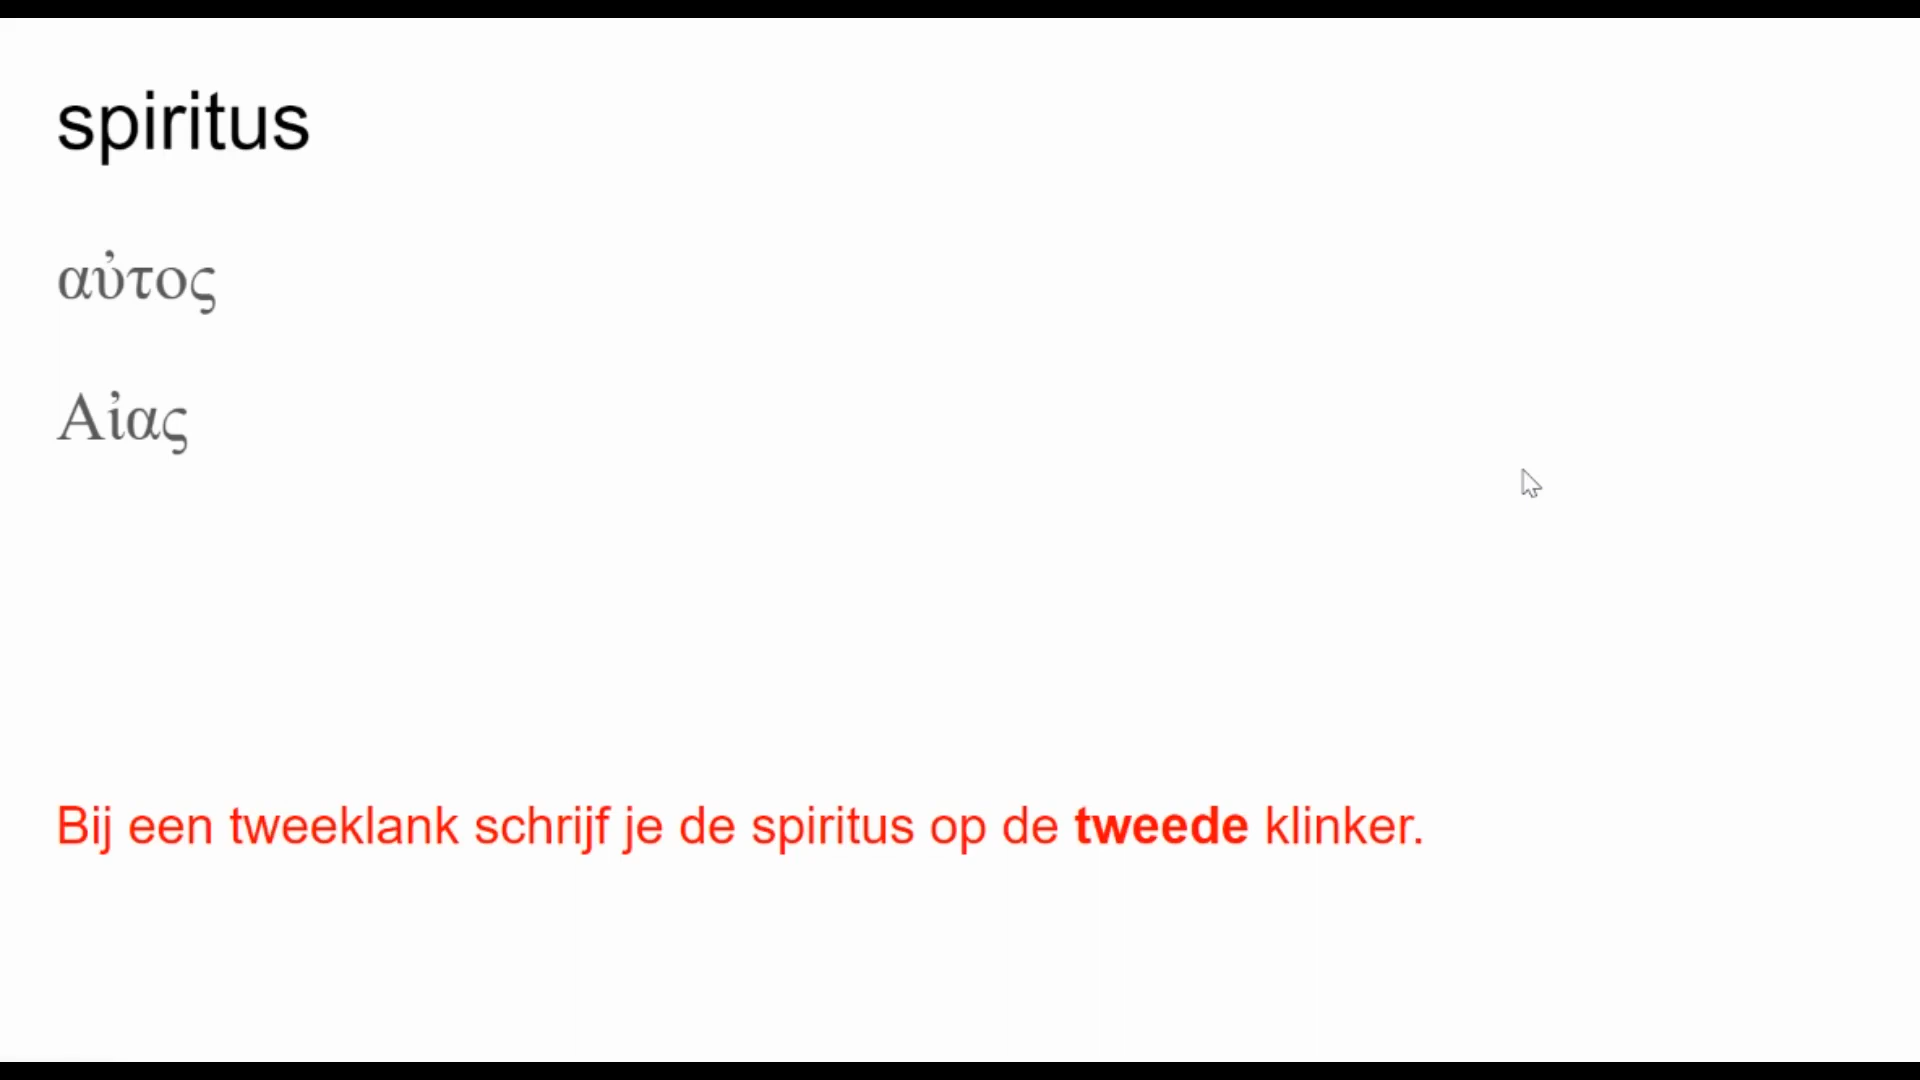 spiritus
αὐτος
Αἰας
Bij een tweeklank schrijf je de spiritus op de tweede klinker.